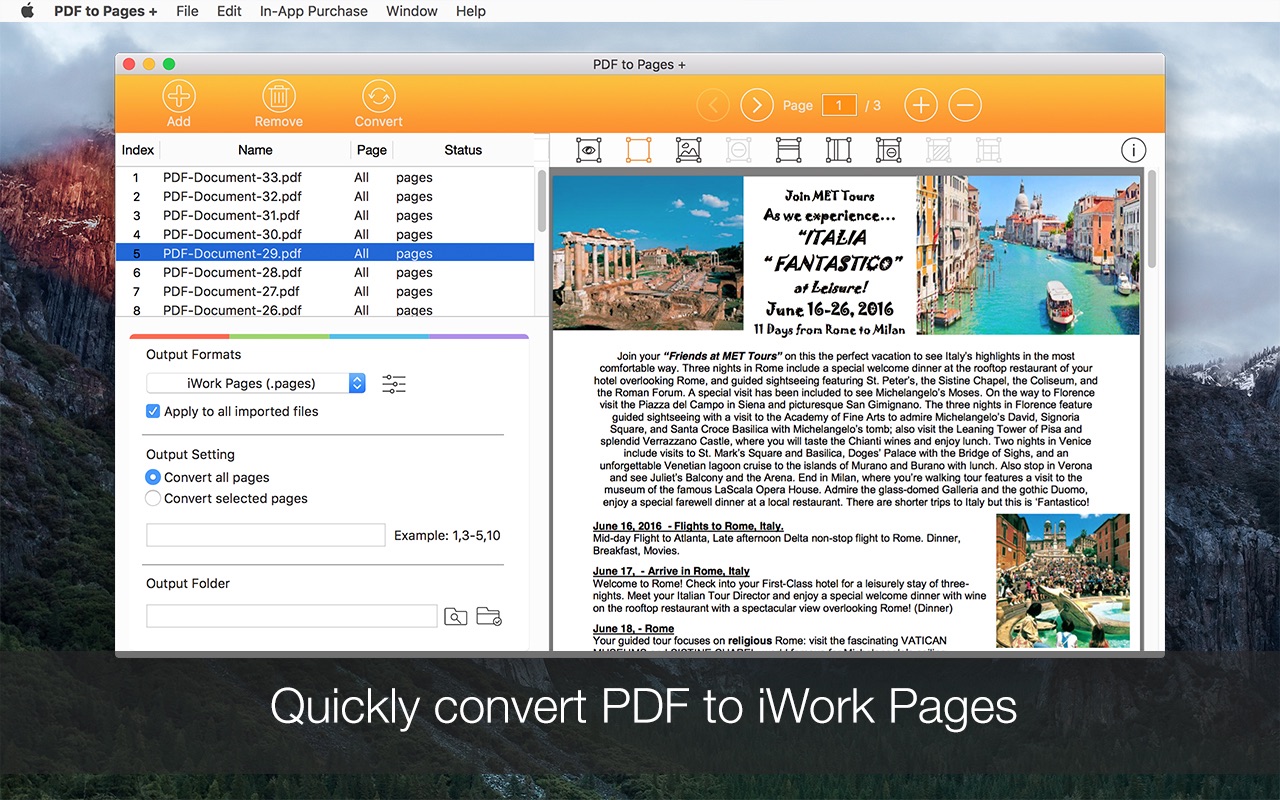 PDF to Pages + File Edit In-App Purchase Window Help
PDF to Pages +
Add Remove Convert
Page 1 / 3
Index Name Page Status
1 PDF-Document-33.pdf All pages
2 PDF-Document-32.pdf All pages
3 PDF-Document-31.pdf All pages
4 PDF-Document-30.pdf All pages
5 PDF-Document-29.pdf All pages
6 PDF-Document-28.pdf All pages
7 PDF-Document-27.pdf All pages
8 PDF-Document-26.pdf All pages
Output Formats
iWork Pages (.pages)
Apply to all imported files
Output Setting
Convert all pages
Convert selected pages
Example: 1,3-5,10
Output Folder
Join MET Tours
As we experience...
"ITALIA
"FANTASTICO"
at Leisure!
June 16-26, 2016
11 Days from Rome to Milan
Join your "Friends at MET Tours" on this the perfect vacation to see Italy's highlights in the most
comfortable way. Three nights in Rome include a special welcome dinner at the rooftop restaurant of your
hotel overlooking Rome, and guided sightseeing featuring St. Peter's, the Sistine Chapel, the Coliseum, and
the Roman Forum. A special visit has been included to see Michelangelo's Moses. On the way to Florence
visit the Piazza del Campo in Siena and picturesque San Gimignano. The three nights in Florence feature
guided sightseeing with a visit to the Academy of Fine Arts to admire Michelangelo's David, Signoria
Square, and Santa Croce Basilica with Michelangelo's tomb; also visit the Leaning Tower of Pisa and
splendid Verrazzano Castle, where you will taste the Chianti wines and enjoy lunch. Two nights in Venice
include visits to St. Mark's Square and Basilica, Doges' Palace with the Bridge of Sighs, and an
unforgettable Venetian lagoon cruise to the islands of Murano and Burano with lunch. Also stop in Verona
and see Juliet's Balcony and the Arena. End in Milan, where you're walking tour features a visit to the
museum of the famous LaScala Opera House. Admire the glass-domed Galleria and the gothic Duomo,
enjoy a special farewell dinner at a local restaurant. There are shorter trips to Italy but this is 'Fantastico!
June 16, 2016 - Flights to Rome, Italy.
Mid-day Flight to Atlanta, Late afternoon Delta non-stop flight to Rome. Dinner,
Breakfast, Movies.
June 17, - Arrive in Rome, Italy
Welcome to Rome! Check into your First-Class hotel for a leisurely stay of three-
nights. Meet your Italian Tour Director and enjoy a special welcome dinner with wine
on the rooftop restaurant with a spectacular view overlooking Rome! (Dinner)
June 18, - Rome
Your guided tour focuses on religious Rome: visit the fascinating VATICAN
Quickly convert PDF to iWork Pages